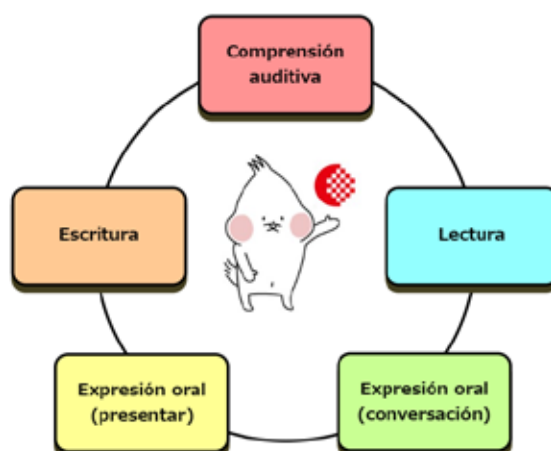 Comprensión
auditiva
Escritura
Lectura
Expresión oral
(presentar)
Expresión oral
(conversación)